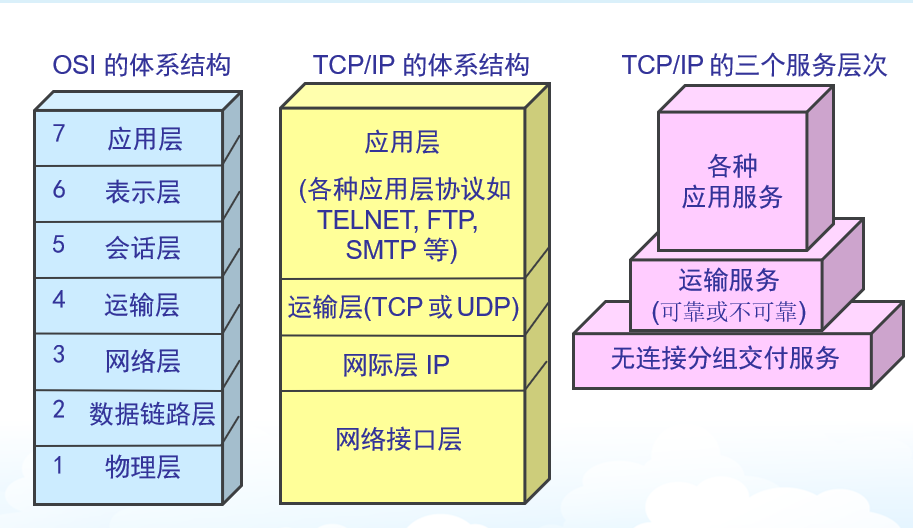 OSI 的体系结构
TCP/IP 的体系结构
TCP/IP 的三个服务层次
7 应用层
6 表示层
5 会话层
4 运输层
3 网络层
2 数据链路层
1 物理层
应用层
(各种应用层协议如
TELNET, FTP,
SMTP 等)
运输层(TCP 或 UDP)
网际层 IP
网络接口层
各种
应用服务
运输服务
(可靠或不可靠)
无连接分组交付服务